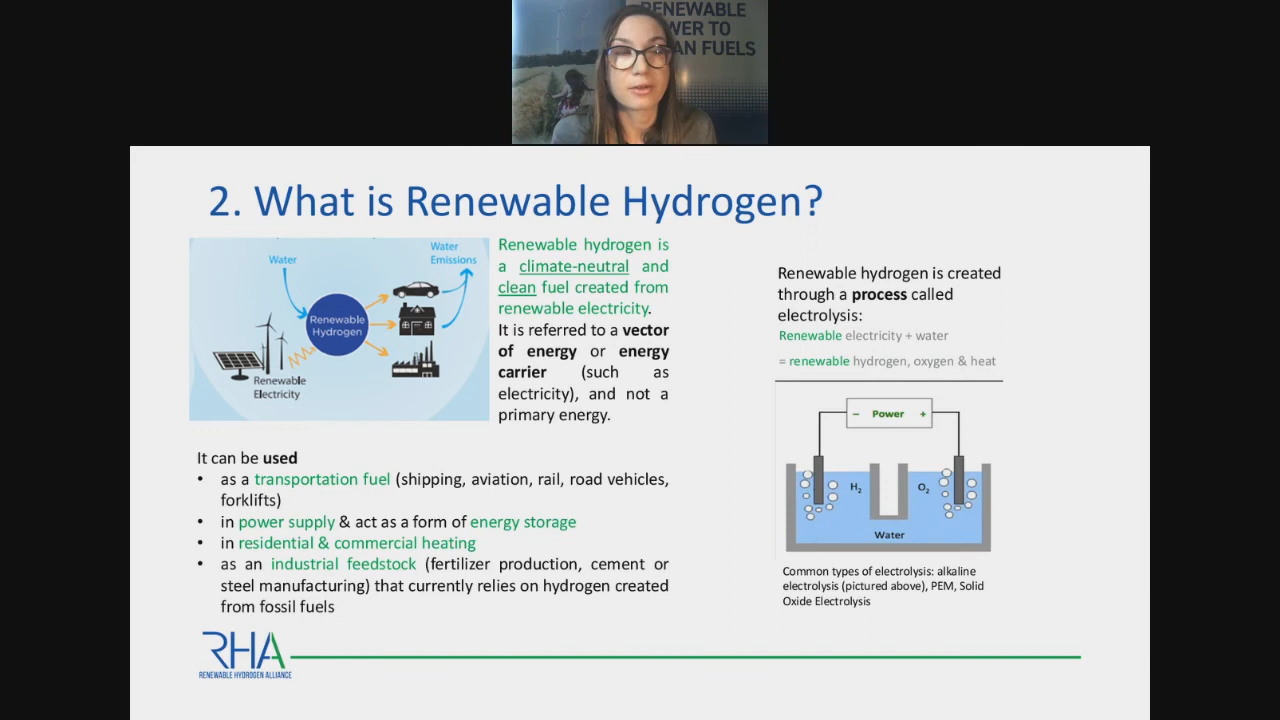 RENEWABLE
WER TO
AN FUELS
2. What is Renewable Hydrogen?
Water
Water
Emissions
Renewable
Hydrogen
Renewable
Electricity
Renewable hydrogen is
a climate-neutral and
clean fuel created from
renewable electricity.
It is referred to a vector
of energy or energy
carrier (such as
electricity), and not a
primary energy.
It can be used
• as a transportation fuel (shipping, aviation, rail, road vehicles,
forklifts)
• in power supply & act as a form of energy storage
• in residential & commercial heating
• as an industrial feedstock (fertilizer production, cement or
steel manufacturing) that currently relies on hydrogen created
from fossil fuels
Renewable hydrogen is created
through a process called
electrolysis:
Renewable electricity + water
= renewable hydrogen, oxygen & heat
− Power +
H2 O2
Water
Common types of electrolysis: alkaline
electrolysis (pictured above), PEM, Solid
Oxide Electrolysis
RHA
RENEWABLE HYDROGEN ALLIANCE